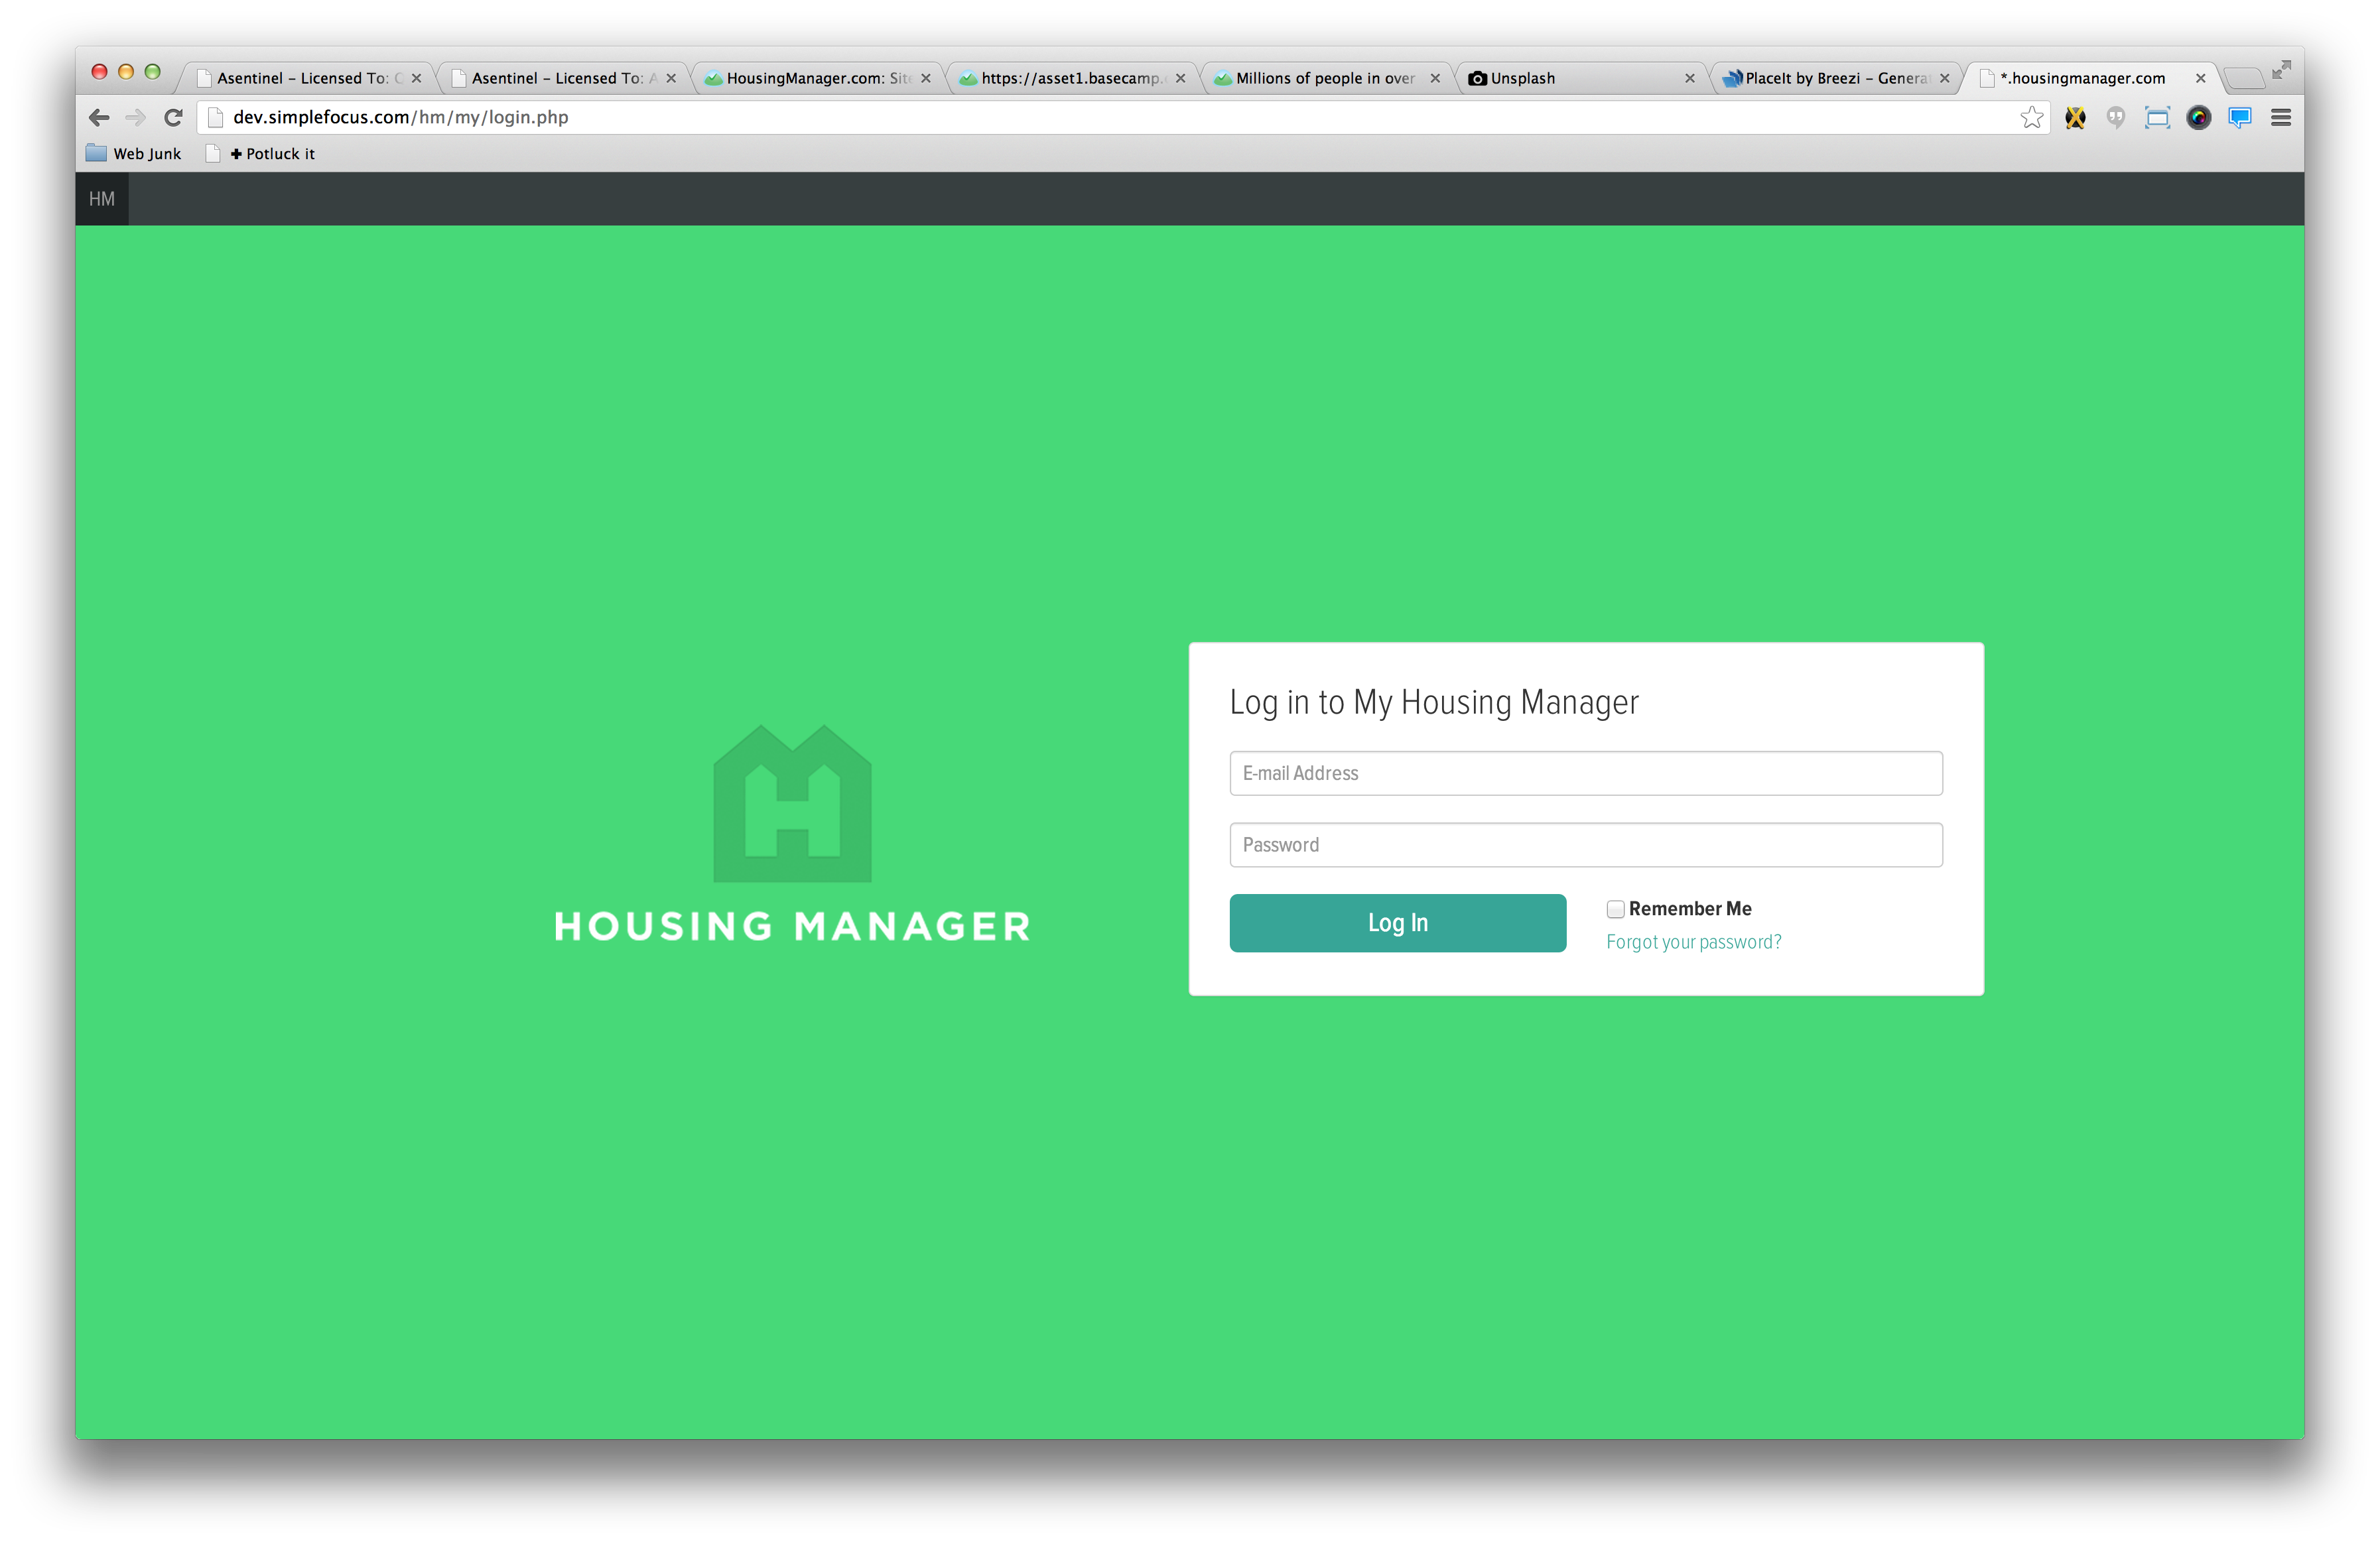 Asentinel – Licensed To:
Asentinel – Licensed To: A
HousingManager.com: Site
https://asset1.basecamp.
Millions of people in over
Unsplash
PlaceIt by Breezi – Genera
*.housingmanager.com
dev.simplefocus.com/hm/my/login.php
Web Junk
✚ Potluck it
HM
Log in to My Housing Manager
E-mail Address
Password
Log In
Remember Me
Forgot your password?
H
HOUSING MANAGER